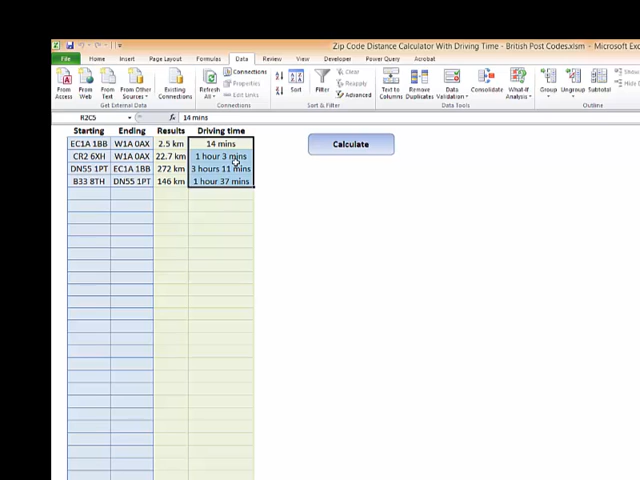 Zip Code Distance Calculator With Driving Time - British Post Codes.xlsm - Microsoft Exc
File Home Insert Page Layout Formulas Data Review View Developer Power Query Acrobat
From Access
From Web
From Text
From Other Sources
Existing Connections
Get External Data
Refresh All
Connections
Properties
Edit Links
Connections
Sort
Filter
Clear
Reapply
Advanced
Sort & Filter
Text to Columns
Remove Duplicates
Data Validation
Consolidate
What-If Analysis
Data Tools
Group
Ungroup
Subtotal
Outline
R2C5 fx 14 mins
Starting Ending Results Driving time
EC1A 1BB W1A 0AX 2.5 km 14 mins
CR2 6XH W1A 0AX 22.7 km 1 hour 3 mins
DN55 1PT EC1A 1BB 272 km 3 hours 11 mins
B33 8TH DN55 1PT 146 km 1 hour 37 mins
Calculate